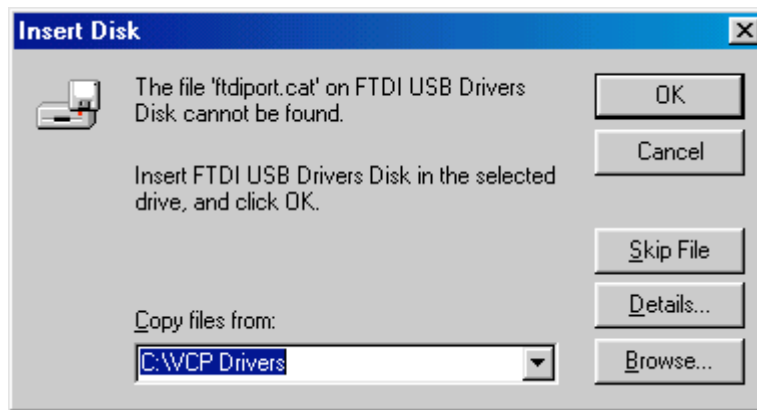 Insert Disk
The file 'ftdiport.cat' on FTDI USB Drivers
Disk cannot be found.
Insert FTDI USB Drivers Disk in the selected
drive, and click OK.
Copy files from:
C:\VCP Drivers
OK
Cancel
Skip File
Details...
Browse...